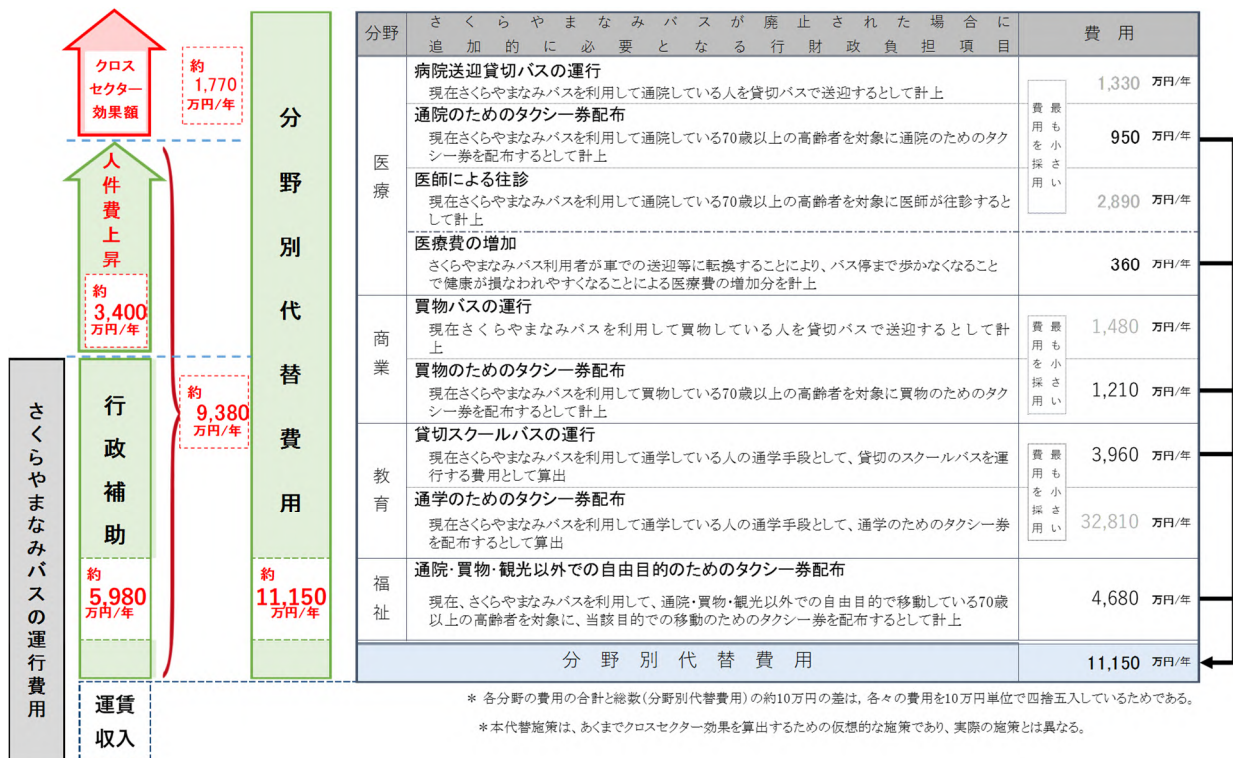 クロス
セクター
効果額
約
1,770
万円/年
人件費上昇
約
3,400
万円/年
さくらやまなみバスの運行費用
行政補助
約
5,980
万円/年
運賃
収入
約
9,380
万円/年
分野別代替費用
約
11,150
万円/年
分野
さくらやまなみバスが廃止された場合に
追加的に必要となる行財政負担項目
費用
医療
病院送迎貸切バスの運行
現在さくらやまなみバスを利用して通院している人を貸切バスで送迎するとして計上
1,330 万円/年
通院のためのタクシー券配布
現在さくらやまなみバスを利用して通院している70歳以上の高齢者を対象に通院のためのタク
シー券を配布するとして計上
950 万円/年
医師による往診
現在さくらやまなみバスを利用して通院している70歳以上の高齢者を対象に医師が往診すると
して計上
2,890 万円/年
最も小さい
費用を採用
医療費の増加
さくらやまなみバス利用者が車での送迎等に転換することにより、バス停まで歩かなくなること
で健康が損なわれやすくなることによる医療費の増加分を計上
360 万円/年
商業
買物バスの運行
現在さくらやまなみバスを利用して買物している人を貸切バスで送迎するとして計
上
1,480 万円/年
買物のためのタクシー券配布
現在さくらやまなみバスを利用して買物している70歳以上の高齢者を対象に買物のためのタク
シー券を配布するとして計上
1,210 万円/年
最も小さい
費用を採用
教育
貸切スクールバスの運行
現在さくらやまなみバスを利用して通学している人の通学手段として、貸切のスクールバスを運
行する費用として算出
3,960 万円/年
通学のためのタクシー券配布
現在さくらやまなみバスを利用して通学している人の通学手段として、通学のためのタクシー券
を配布するとして算出
32,810 万円/年
最も小さい
費用を採用
福祉
通院・買物・観光以外での自由目的のためのタクシー券配布
現在、さくらやまなみバスを利用して、通院・買物・観光以外での自由目的で移動している70歳
以上の高齢者を対象に、当該目的での移動のためのタクシー券を配布するとして計上
4,680 万円/年
分野別代替費用
11,150 万円/年
＊ 各分野の費用の合計と総数(分野別代替費用)の約10万円の差は、各々の費用を10万円単位で四捨五入しているためである。
＊本代替施策は、あくまでクロスセクター効果を算出するための仮想的な施策であり、実際の施策とは異なる。